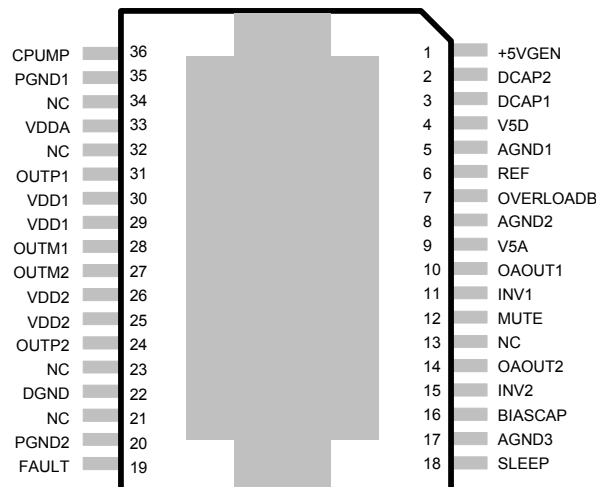 CPUMP 36 1 +5VGEN
PGND1 35 2 DCAP2
NC 34 3 DCAP1
VDDA 33 4 V5D
NC 32 5 AGND1
OUTP1 31 6 REF
VDD1 30 7 OVERLOADB
VDD1 29 8 AGND2
OUTM1 28 9 V5A
OUTM2 27 10 OAOUT1
VDD2 26 11 INV1
VDD2 25 12 MUTE
OUTP2 24 13 NC
NC 23 14 OAOUT2
DGND 22 15 INV2
NC 21 16 BIASCAP
PGND2 20 17 AGND3
FAULT 19 18 SLEEP